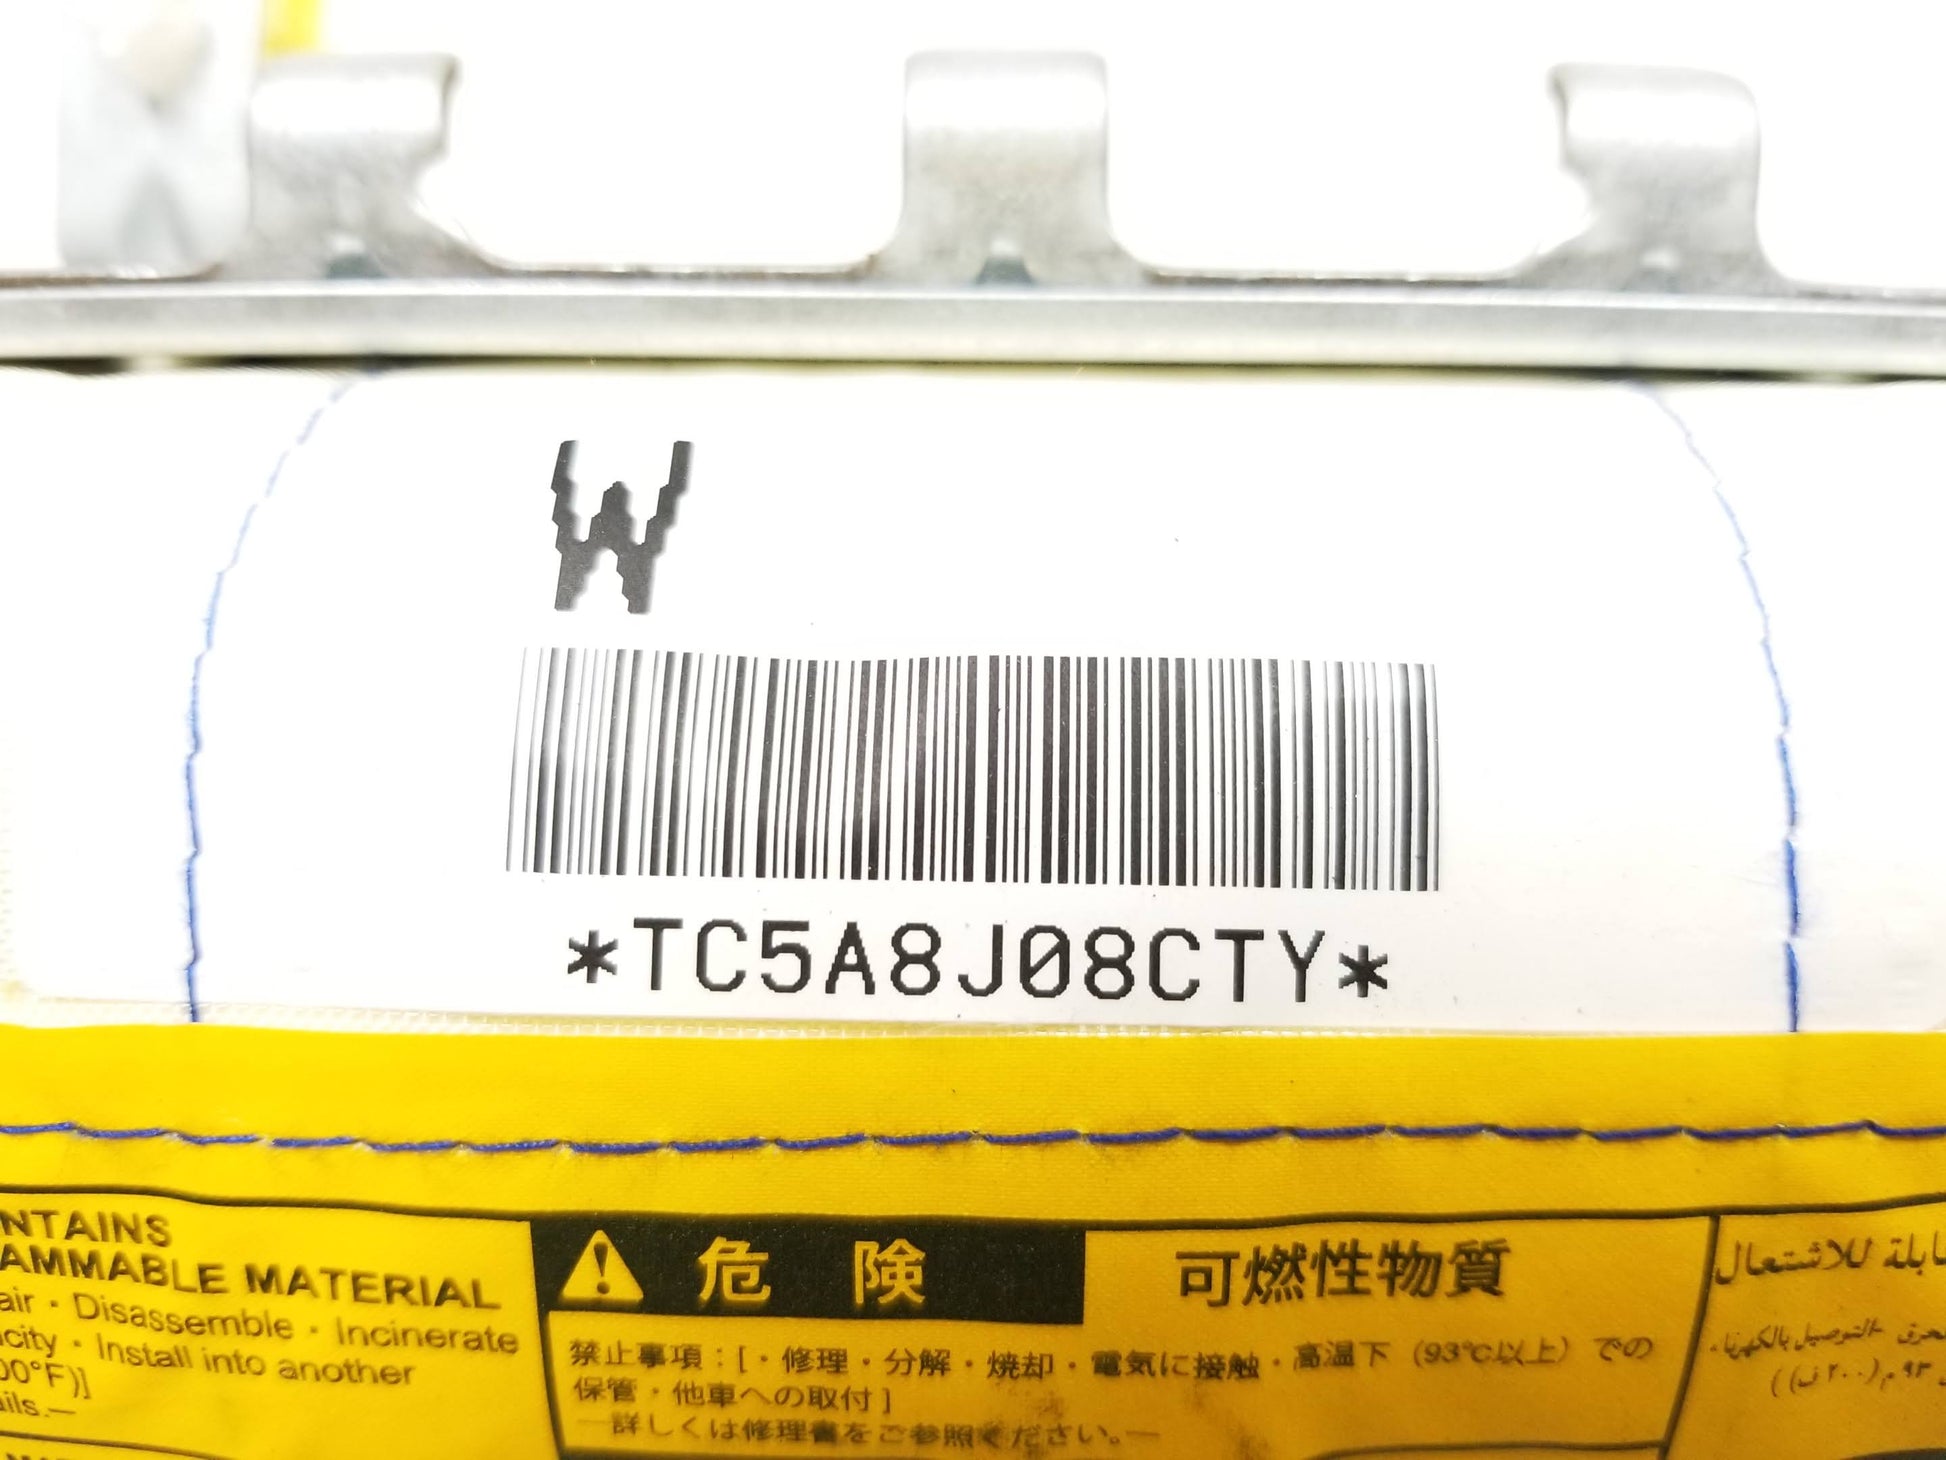 W
*TC5A8J08CTY*
NTAINS
AMMABLE MATERIAL
air・Disassemble・Incinerate
city・Install into another
00°F)]
ils.—
危 険
可燃性物質
禁止事項：[・修理・分解・焼却・電気に接触・高温下（93℃以上）での
保管・他車への取付]
—詳しくは修理書をご参照ください。—
ابلة للاشتعال